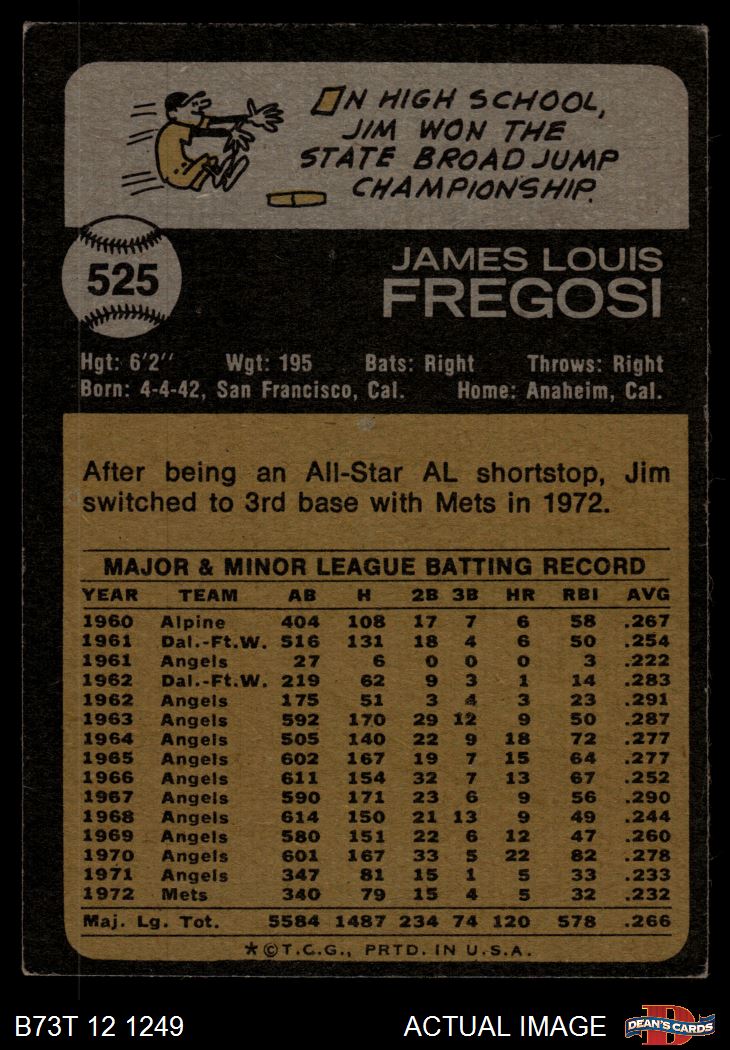 IN HIGH SCHOOL,
JIM WON THE
STATE BROAD JUMP
CHAMPIONSHIP.
525
JAMES LOUIS
FREGOSI
Hgt: 6'2" Wgt: 195 Bats: Right Throws: Right
Born: 4-4-42, San Francisco, Cal. Home: Anaheim, Cal.
After being an All-Star AL shortstop, Jim
switched to 3rd base with Mets in 1972.
MAJOR & MINOR LEAGUE BATTING RECORD
YEAR TEAM AB H 2B 3B HR RBI AVG
1960 Alpine 404 108 17 7 6 58 .267
1961 Dal.-Ft.W. 516 131 18 4 6 50 .254
1961 Angels 27 6 0 0 0 3 .222
1962 Dal.-Ft.W. 219 62 9 3 1 14 .283
1962 Angels 175 51 3 4 3 23 .291
1963 Angels 592 170 29 12 9 50 .287
1964 Angels 505 140 22 9 18 72 .277
1965 Angels 602 167 19 7 15 64 .277
1966 Angels 611 154 32 7 13 67 .252
1967 Angels 590 171 23 6 9 56 .290
1968 Angels 614 150 21 13 9 49 .244
1969 Angels 580 151 22 6 12 47 .260
1970 Angels 601 167 33 5 22 82 .278
1971 Angels 347 81 15 1 5 33 .233
1972 Mets 340 79 15 4 5 32 .232
Maj. Lg. Tot. 5584 1487 234 74 120 578 .266
*©T.C.G., PRTD. IN U.S.A.
B73T 12 1249 ACTUAL IMAGE
D
DEAN'S CARDS